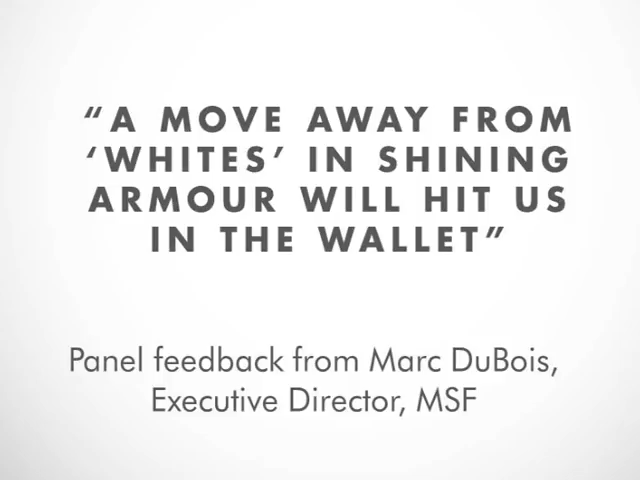 “A MOVE AWAY FROM
‘WHITES’ IN SHINING
ARMOUR WILL HIT US
IN THE WALLET”
Panel feedback from Marc DuBois,
Executive Director, MSF